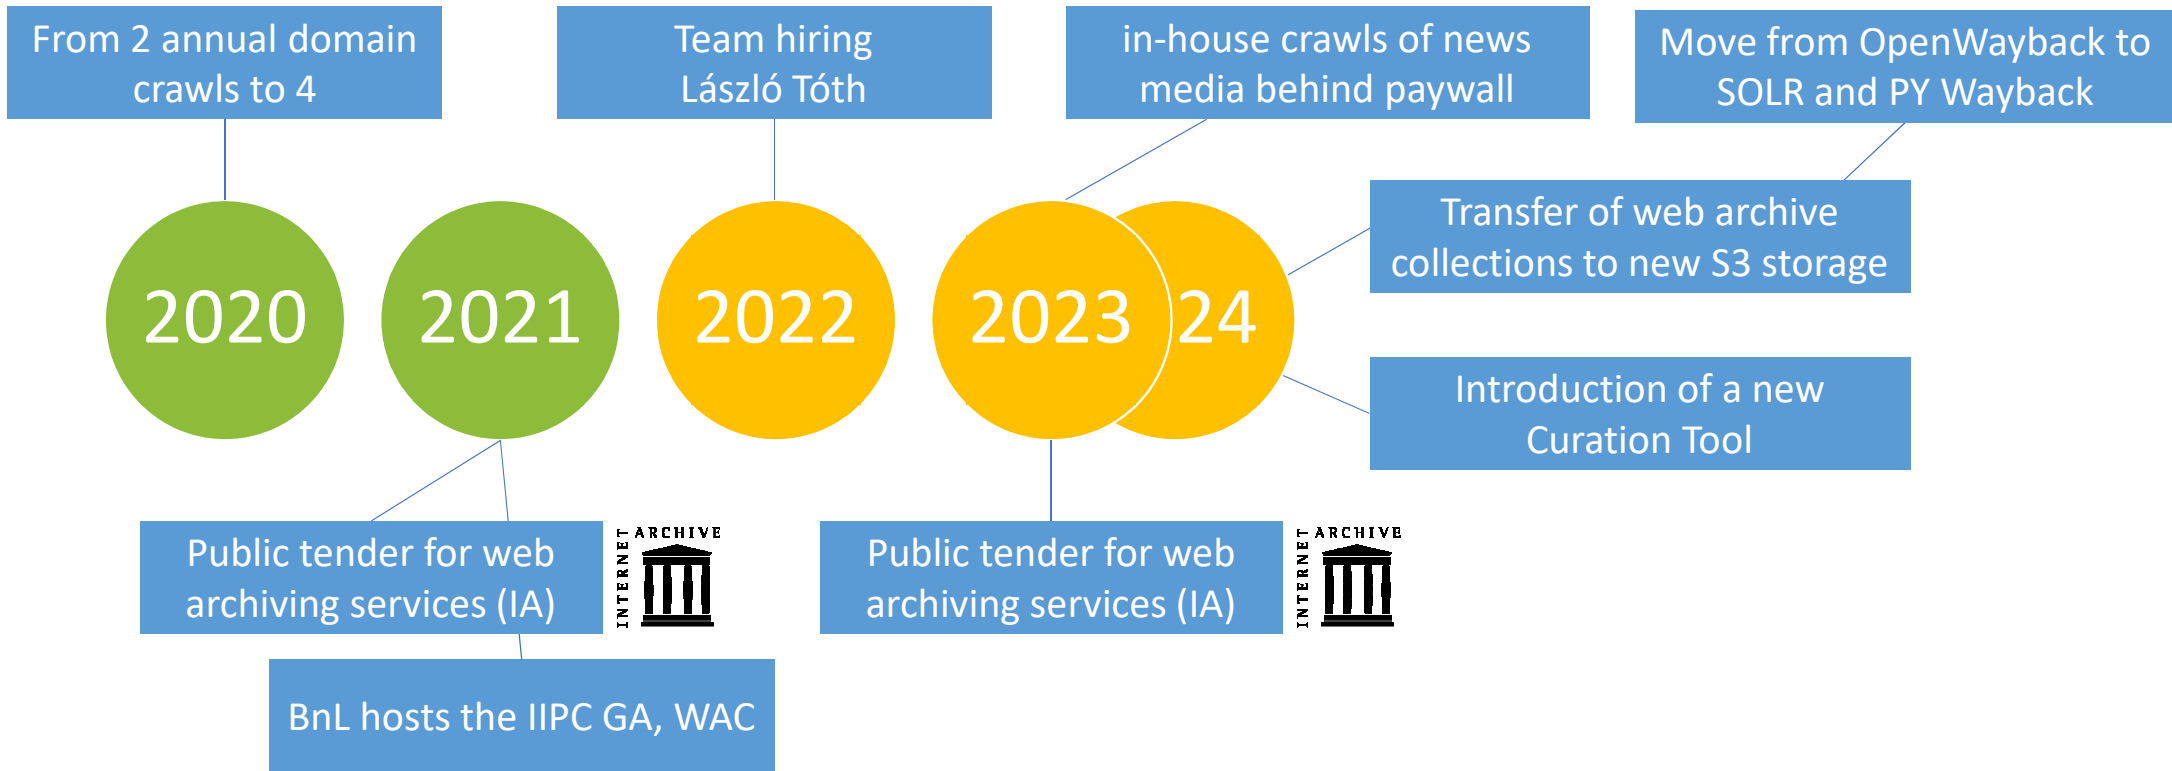 From 2 annual domain
crawls to 4
Team hiring
László Tóth
in-house crawls of news
media behind paywall
Move from OpenWayback to
SOLR and PY Wayback
Transfer of web archive
collections to new S3 storage
2020
2021
2022
2023
24
Introduction of a new
Curation Tool
Public tender for web
archiving services (IA)
INTERNET
ARCHIVE
Public tender for web
archiving services (IA)
INTERNET
ARCHIVE
BnL hosts the IIPC GA, WAC